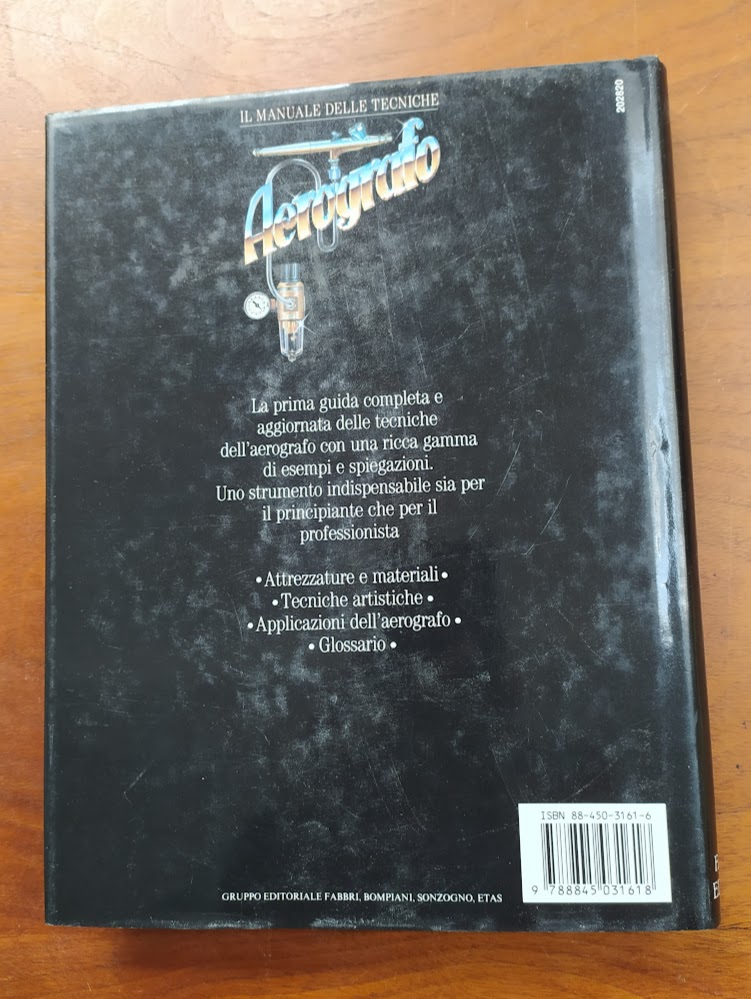 202820
IL MANUALE DELLE TECNICHE
Aerografo
La prima guida completa e
aggiornata delle tecniche
dell'aerografo con una ricca gamma
di esempi e spiegazioni.
Uno strumento indispensabile sia per
il principiante che per il
professionista
• Attrezzature e materiali •
• Tecniche artistiche •
• Applicazioni dell'aerografo •
• Glossario •
ISBN 88-450-3161-6
9 788845 031618
GRUPPO EDITORIALE FABBRI, BOMPIANI, SONZOGNO, ETAS